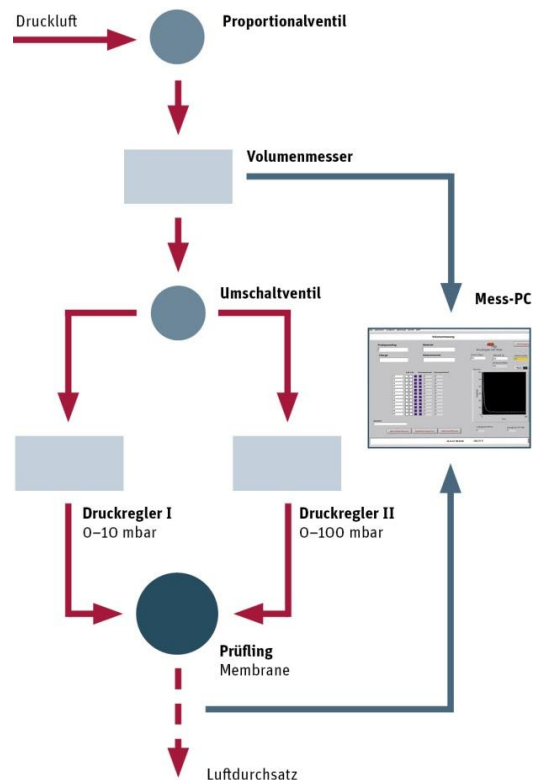 Druckluft
Proportionalventil
Volumenmesser
Umschaltventil
Mess-PC
Druckregler I
0–10 mbar
Druckregler II
0–100 mbar
Prüfling
Membrane
Luftdurchsatz